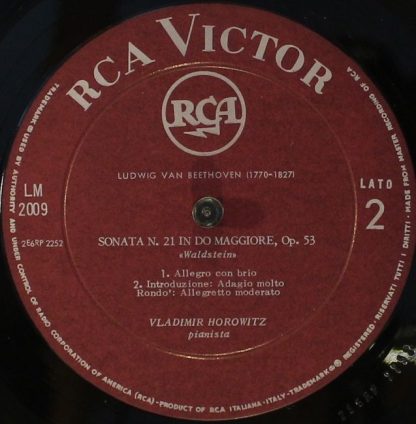 RCA VICTOR
RCA
LUDWIG VAN BEETHOVEN (1770-1827)
LM
2009
2E6RP 2252
LATO
2
SONATA N. 21 IN DO MAGGIORE, Op. 53
«Waldstein»
1. Allegro con brio
2. Introduzione: Adagio molto
Rondo': Allegretto moderato
VLADIMIR HOROWITZ
pianista
TRADEMARK ® USED BY AUTHORITY AND UNDER CONTROL OF RADIO CORPORATION OF AMERICA (RCA) - PRODUCT OF RCA ITALIANA - ITALY - TRADEMARK ® ® REGISTERED. RISERVATI TUTTI I DIRITTI - MADE FROM MASTER RECORDING OF RCA